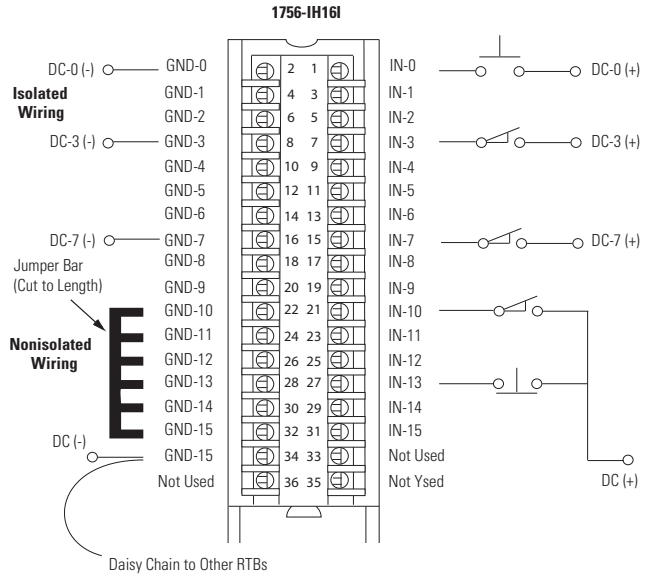 1756-IH16I
DC-0 (-) GND-0 2 1 IN-0 DC-0 (+)
Isolated
Wiring
GND-1 4 3 IN-1
GND-2 6 5 IN-2
DC-3 (-) GND-3 8 7 IN-3 DC-3 (+)
GND-4 10 9 IN-4
GND-5 12 11 IN-5
GND-6 14 13 IN-6
DC-7 (-) GND-7 16 15 IN-7 DC-7 (+)
Jumper Bar
(Cut to Length)
GND-8 18 17 IN-8
GND-9 20 19 IN-9
GND-10 22 21 IN-10
Nonisolated
Wiring
GND-11 24 23 IN-11
GND-12 26 25 IN-12
GND-13 28 27 IN-13
GND-14 30 29 IN-14
GND-15 32 31 IN-15
DC (-) GND-15 34 33 Not Used
Not Used 36 35 Not Ysed
DC (+)
Daisy Chain to Other RTBs